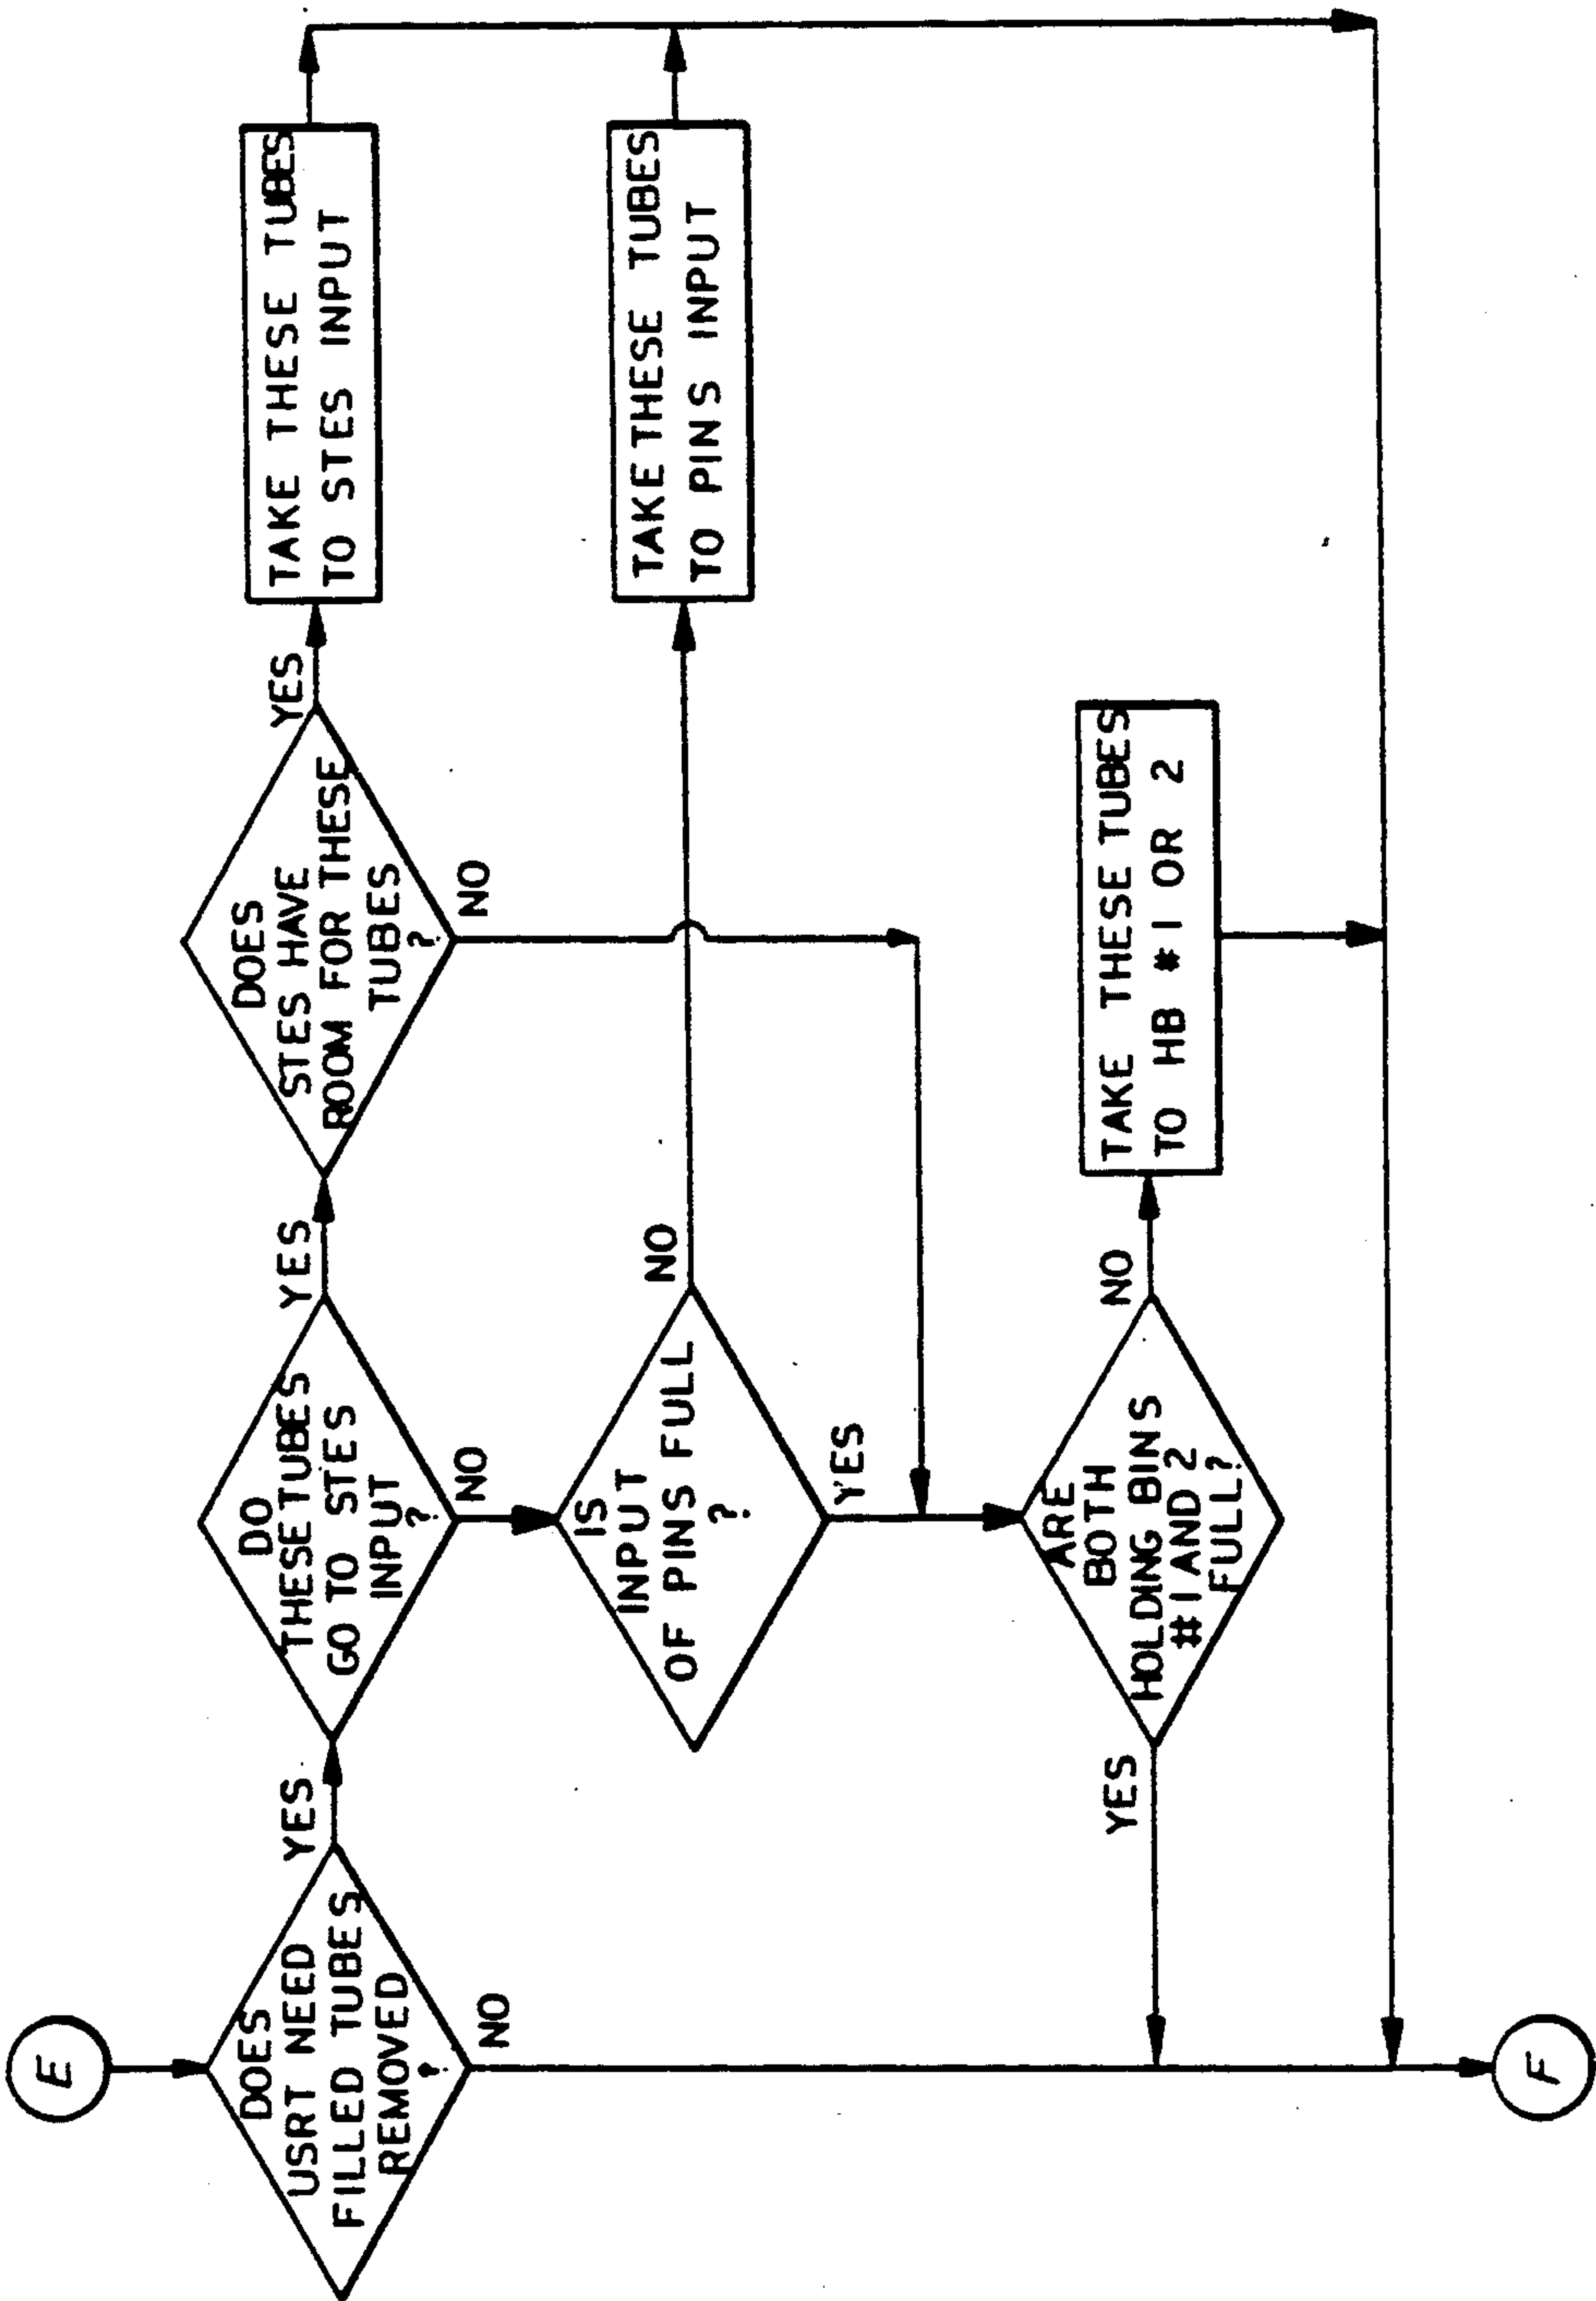 E
DOES
USRT NEED
FILLED TUBES
REMOVED
?
YES
NO
DO
THESE TUBES
GO TO STES
INPUT
?
YES
NO
DOES
STES HAVE
ROOM FOR THESE
TUBES
?
YES
NO
TAKE THESE TUBES
TO STES INPUT
IS
INPUT
OF PINS FULL
?
NO
YES
TAKE THESE TUBES
TO PINS INPUT
ARE
BOTH
HOLDING BINS
#1 AND 2
FULL?
YES
NO
TAKE THESE TUBES
TO HB #1 OR 2
F